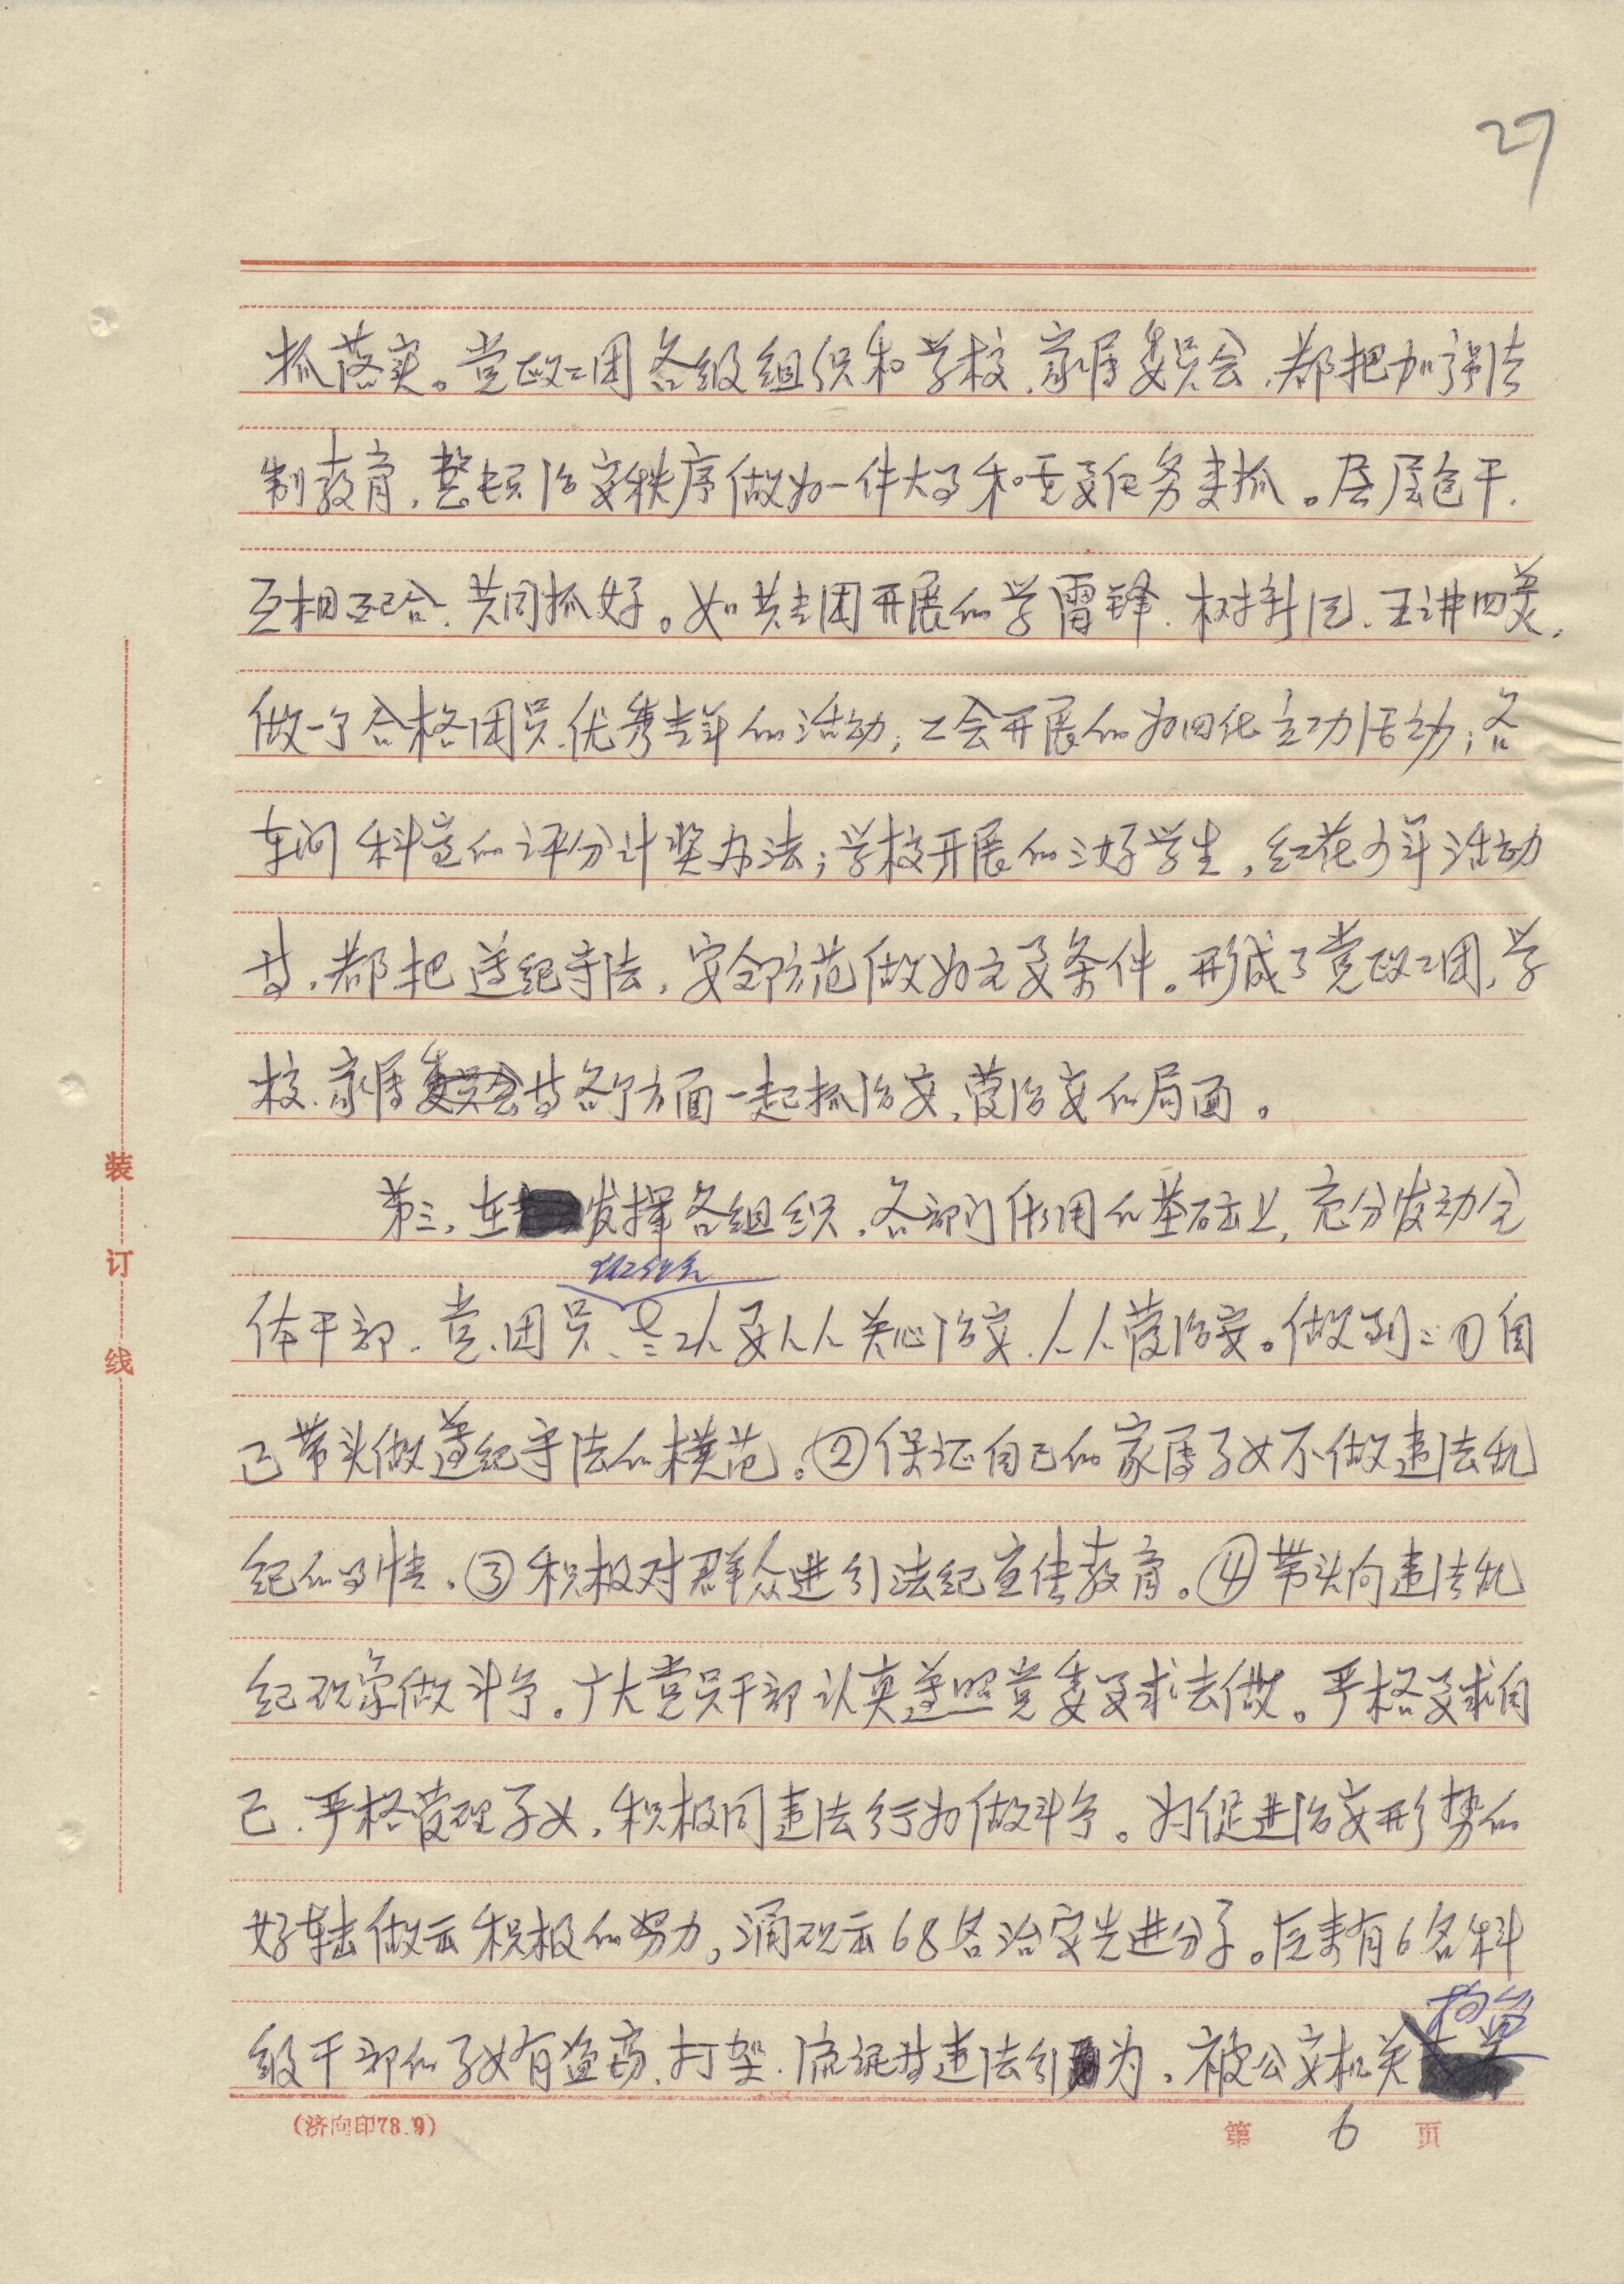 27
抓落实。党政工团各级组织和学校、家属委员会,都把加强法
制教育,整顿治安秩序做为一件大事和重要任务来抓。层层包干、
互相配合、共同抓好。如共青团开展的学雷锋、树新风、五讲四美、
做一个合格团员、优秀青年的活动;工会开展的为四化立功活动;各
车间科室的评分计奖办法;学校开展的三好学生,红花少年活动
等,都把遵纪守法,安全防范做为主要条件。形成了党政工团、学
校、家属委员会等各个方面一起抓治安,管治安的局面。
第三,在发挥各组织、各部门作用的基础上,充分发动全
体干部、党、团员、老工人要人人关心治安、人人管治安。做到:①自
己带头做遵纪守法的模范。②保证自己的家属子女不做违法乱
纪的事情。③积极对群众进行法纪宣传教育。④带头向违法乱
纪现象做斗争。广大党员干部认真遵照党委要求去做。严格要求自
己、严格管理子女,积极同违法行为做斗争。为促进治安形势的
好转做出积极的努力,涌现出68名治安先进分子。原来有6名科
拘留
级干部的子女有盗窃、打架、流氓等违法行为,被公安机关
(济向印78.9)
第 6 页
装
订
线